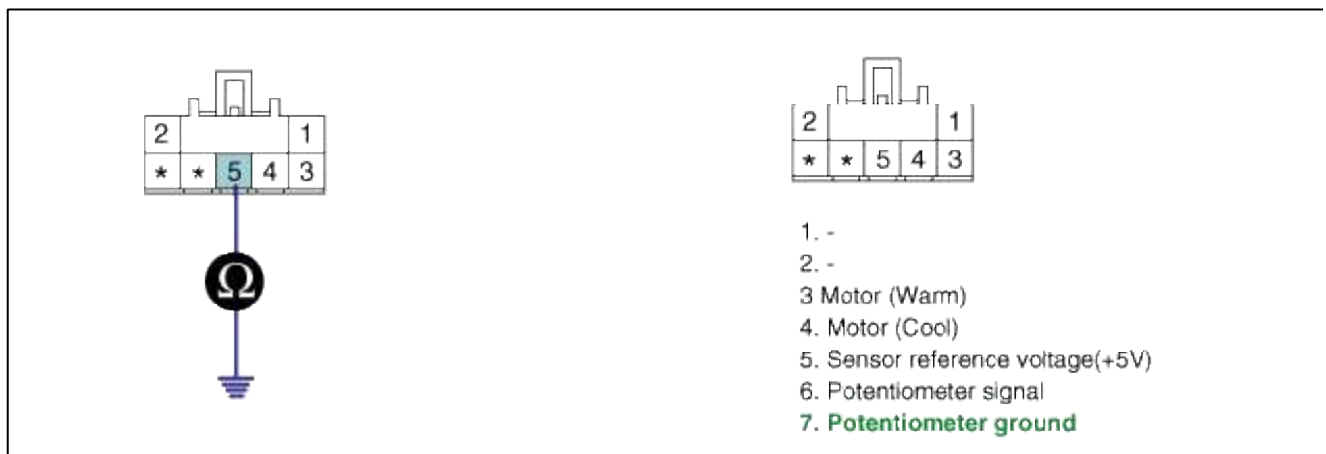 2 1
* * 5 4 3
Ω
2 1
* * 5 4 3
1. -
2. -
3 Motor (Warm)
4. Motor (Cool)
5. Sensor reference voltage(+5V)
6. Potentiometer signal
7. Potentiometer ground